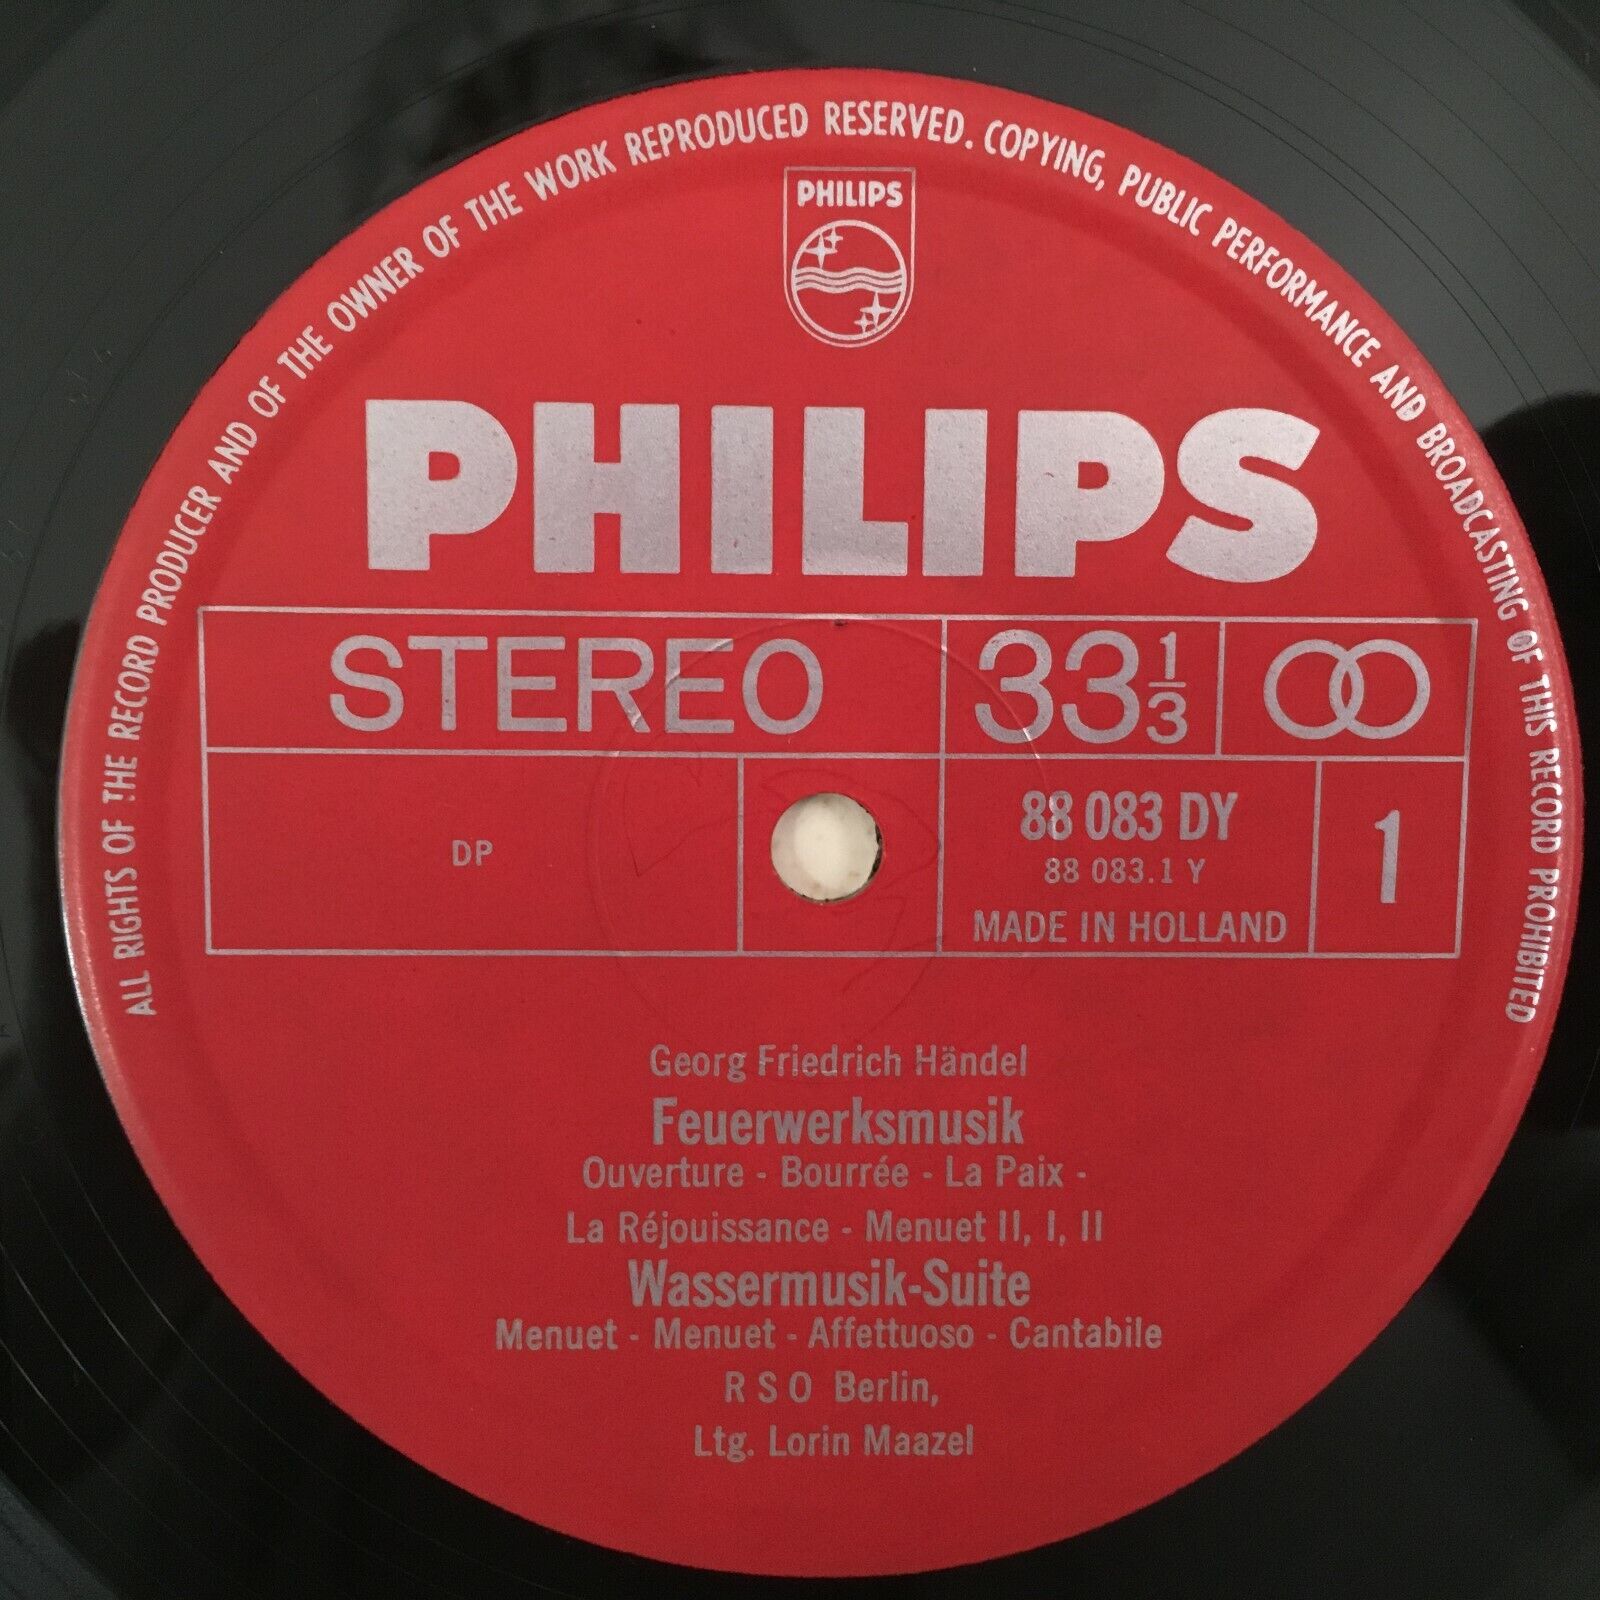 ALL RIGHTS OF THE RECORD PRODUCER AND OF THE OWNER OF THE WORK REPRODUCED RESERVED. COPYING, PUBLIC PERFORMANCE AND BROADCASTING OF THIS RECORD PROHIBITED
PHILIPS
PHILIPS
STEREO 33 1/3
DP 88 083 DY 1
88 083.1 Y
MADE IN HOLLAND
Georg Friedrich Händel
Feuerwerksmusik
Ouverture - Bourrée - La Paix -
La Réjouissance - Menuet II, I, II
Wassermusik-Suite
Menuet - Menuet - Affettuoso - Cantabile
R S O Berlin,
Ltg. Lorin Maazel